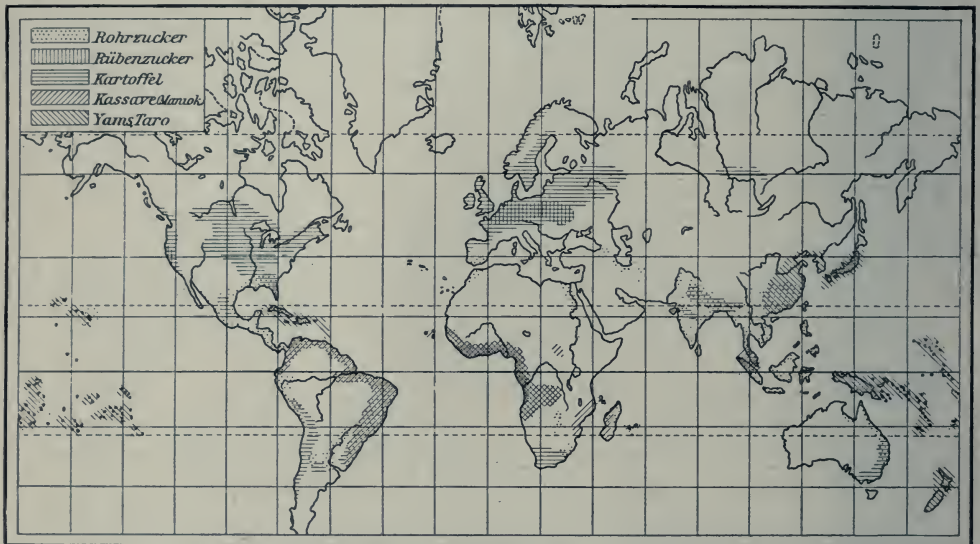 Rohrzucker
Rübenzucker
Kartoffel
Kassave(Maniok)
Yams,Taro